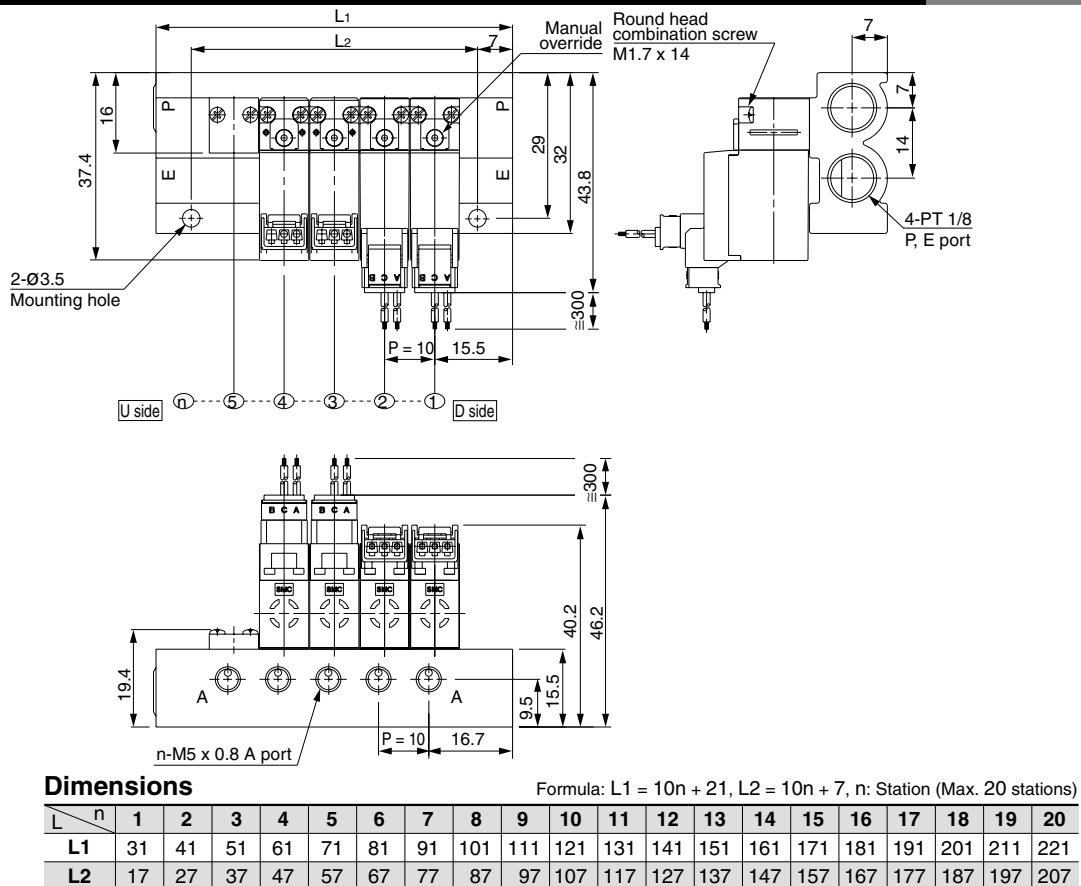 L1
L2
7
Manual
override
Round head
combination screw
M1.7 x 14
7
16
37.4
P
E
P
E
29
32
43.8
7
14
4-PT 1/8
P, E port
2-Ø3.5
Mounting hole
B C A
B C A
≅300
P = 10
15.5
U side
n
5
4
3
2
1
D side
≅300
B C A
B C A
SMC
SMC
SMC
SMC
40.2
46.2
19.4
A
A
9.5
15.5
n-M5 x 0.8 A port
P = 10
16.7
Dimensions
Formula: L1 = 10n + 21, L2 = 10n + 7, n: Station (Max. 20 stations)
L n 1 2 3 4 5 6 7 8 9 10 11 12 13 14 15 16 17 18 19 20
L1 31 41 51 61 71 81 91 101 111 121 131 141 151 161 171 181 191 201 211 221
L2 17 27 37 47 57 67 77 87 97 107 117 127 137 147 157 167 177 187 197 207